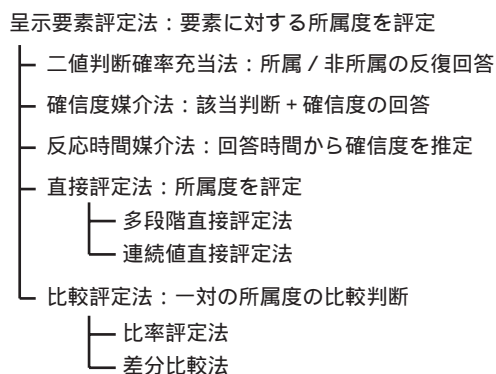 呈示要素評定法：要素に対する所属度を評定
二値判断確率充当法：所属 / 非所属の反復回答
確信度媒介法：該当判断 + 確信度の回答
反応時間媒介法：回答時間から確信度を推定
直接評定法：所属度を評定
多段階直接評定法
連続値直接評定法
比較評定法：一対の所属度の比較判断
比率評定法
差分比較法